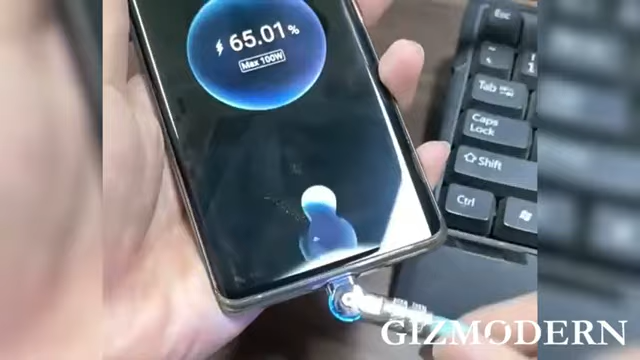 65.01%
Max 100W
Esc
Tab
Caps
Lock
Shift
Ctrl
GIZMODERN